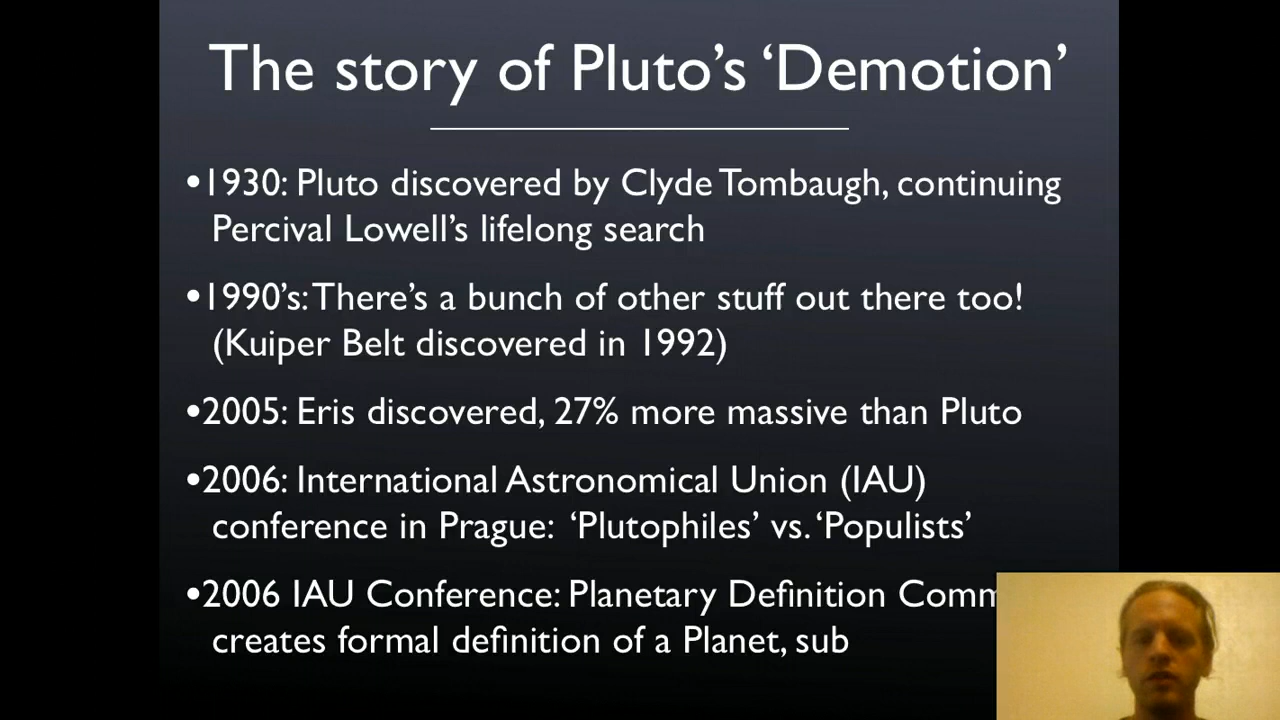 The story of Pluto's 'Demotion'
•1930: Pluto discovered by Clyde Tombaugh, continuing
Percival Lowell's lifelong search
•1990's: There's a bunch of other stuff out there too!
(Kuiper Belt discovered in 1992)
•2005: Eris discovered, 27% more massive than Pluto
•2006: International Astronomical Union (IAU)
conference in Prague: 'Plutophiles' vs. 'Populists'
•2006 IAU Conference: Planetary Definition Comm
creates formal definition of a Planet, sub